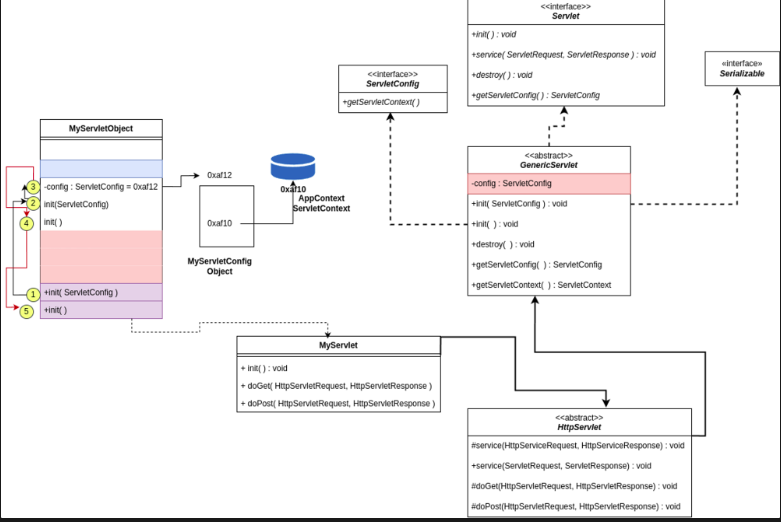 <<interface>>
Servlet
+init( ) : void
+service( ServletRequest, ServletResponse ) : void
+destroy( ) : void
+getServletConfig( ) : ServletConfig
<<interface>>
ServletConfig
+getServletContext( )
«interface»
Serializable
MyServletObject
3
-config : ServletConfig = 0xaf12
2
init(ServletConfig)
4
init( )
1
+init( ServletConfig )
5
+init( )
0xaf12
0xaf10
MyServletConfig
Object
0xaf10
AppContext
ServletContext
<<abstract>>
GenericServlet
-config : ServletConfig
+init( ServletConfig ) : void
+init( ) : void
+destroy( ) : void
+getServletConfig( ) : ServletConfig
+getServletContext( ) : ServletContext
MyServlet
+ init( ) : void
+ doGet( HttpServletRequest, HttpServletResponse )
+ doPost( HttpServletRequest, HttpServletResponse )
<<abstract>>
HttpServlet
#service(HttpServiceRequest, HttpServiceResponse) : void
+service(ServletRequest, ServletResponse) : void
#doGet(HttpServletRequest, HttpServletResponse) : void
#doPost(HttpServletRequest, HttpServletResponse) : void